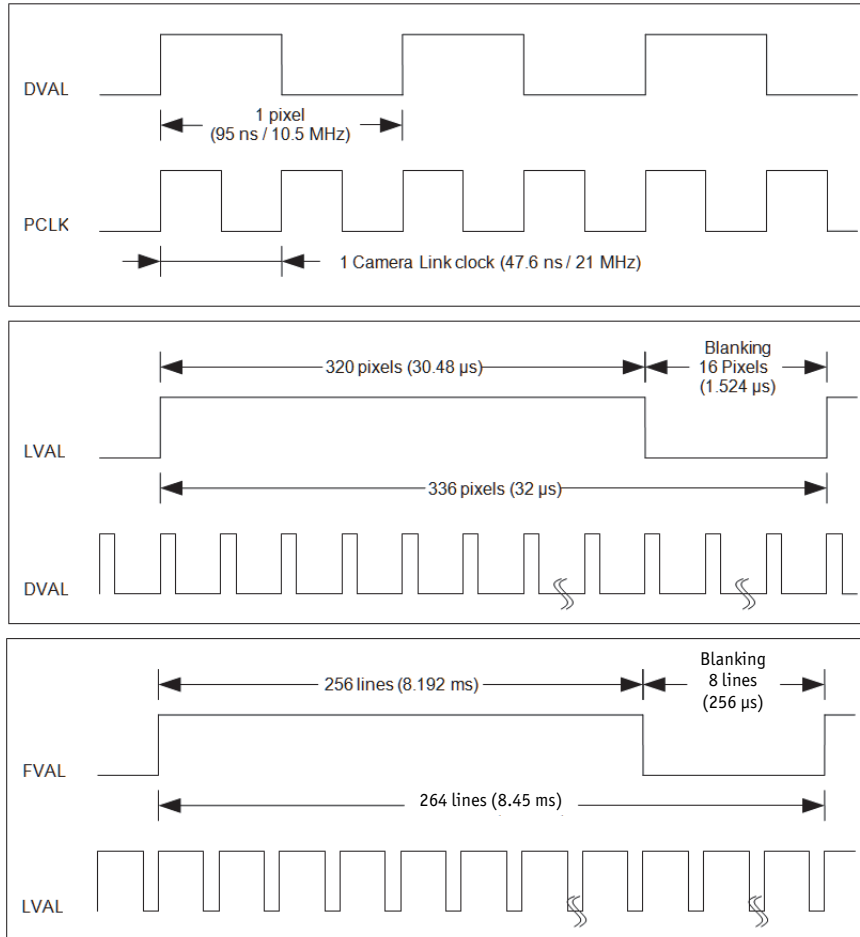 DVAL
1 pixel
(95 ns / 10.5 MHz)
PCLK
1 Camera Link clock (47.6 ns / 21 MHz)
320 pixels (30.48 µs)
Blanking
16 Pixels
(1.524 µs)
LVAL
336 pixels (32 µs)
DVAL
256 lines (8.192 ms)
Blanking
8 lines
(256 µs)
FVAL
264 lines (8.45 ms)
LVAL